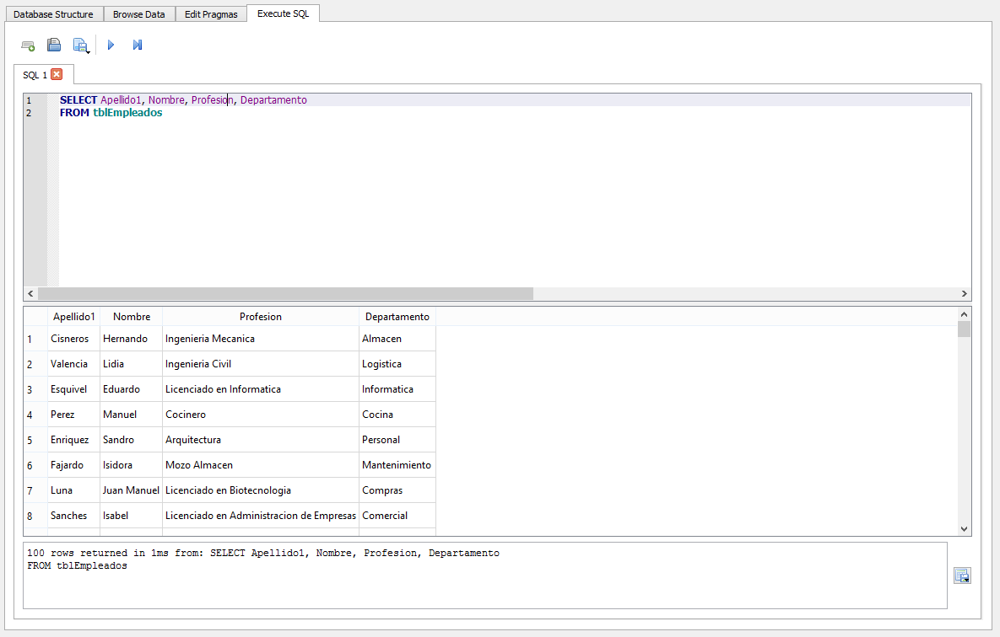 Database Structure Browse Data Edit Pragmas Execute SQL
SQL 1
1 SELECT Apellido1, Nombre, Profesion, Departamento
2 FROM tblEmpleados
Apellido1 Nombre Profesion Departamento
1 Cisneros Hernando Ingenieria Mecanica Almacen
2 Valencia Lidia Ingenieria Civil Logistica
3 Esquivel Eduardo Licenciado en Informatica Informatica
4 Perez Manuel Cocinero Cocina
5 Enriquez Sandro Arquitectura Personal
6 Fajardo Isidora Mozo Almacen Mantenimiento
7 Luna Juan Manuel Licenciado en Biotecnologia Compras
8 Sanches Isabel Licenciado en Administracion de Empresas Comercial
100 rows returned in 1ms from: SELECT Apellido1, Nombre, Profesion, Departamento
FROM tblEmpleados